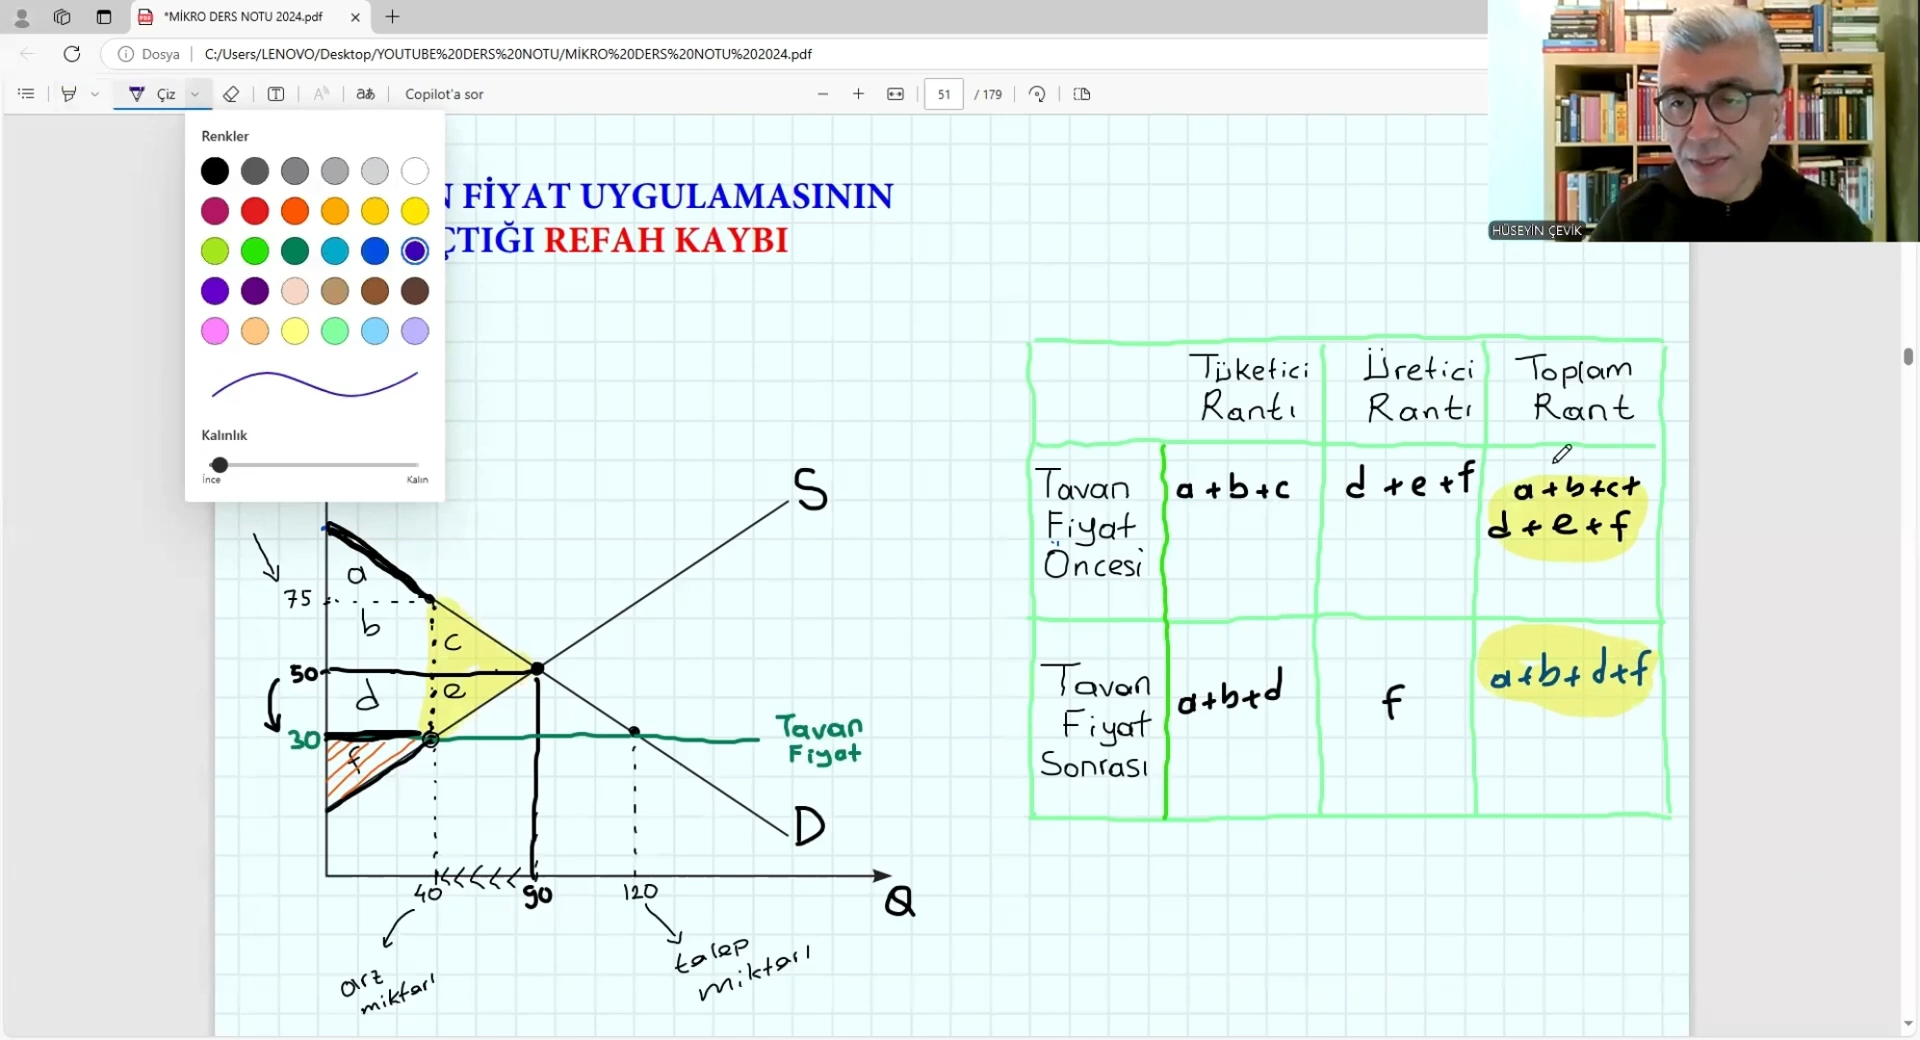 *MİKRO DERS NOTU 2024.pdf
Dosya
C:/Users/LENOVO/Desktop/YOUTUBE%20DERS%20NOTU/MİKRO%20DERS%20NOTU%202024.pdf
Çiz
Copilot'a sor
51 / 179
HÜSEYİN ÇEVİK
Renkler
Kalınlık
İnce Kalın
FİYAT UYGULAMASININ
ÇTIĞI REFAH KAYBI
Tüketici Rantı
Üretici Rantı
Toplam Rant
Tavan Fiyat Öncesi
a+b+c
d+e+f
a+b+c+
d+e+f
Tavan Fiyat Sonrası
a+b+d
f
a+b+d+f
S
a
75
b
c
50
d
e
30
f
Tavan
Fiyat
D
40
90
120
Q
arz
miktarı
talep
miktarı